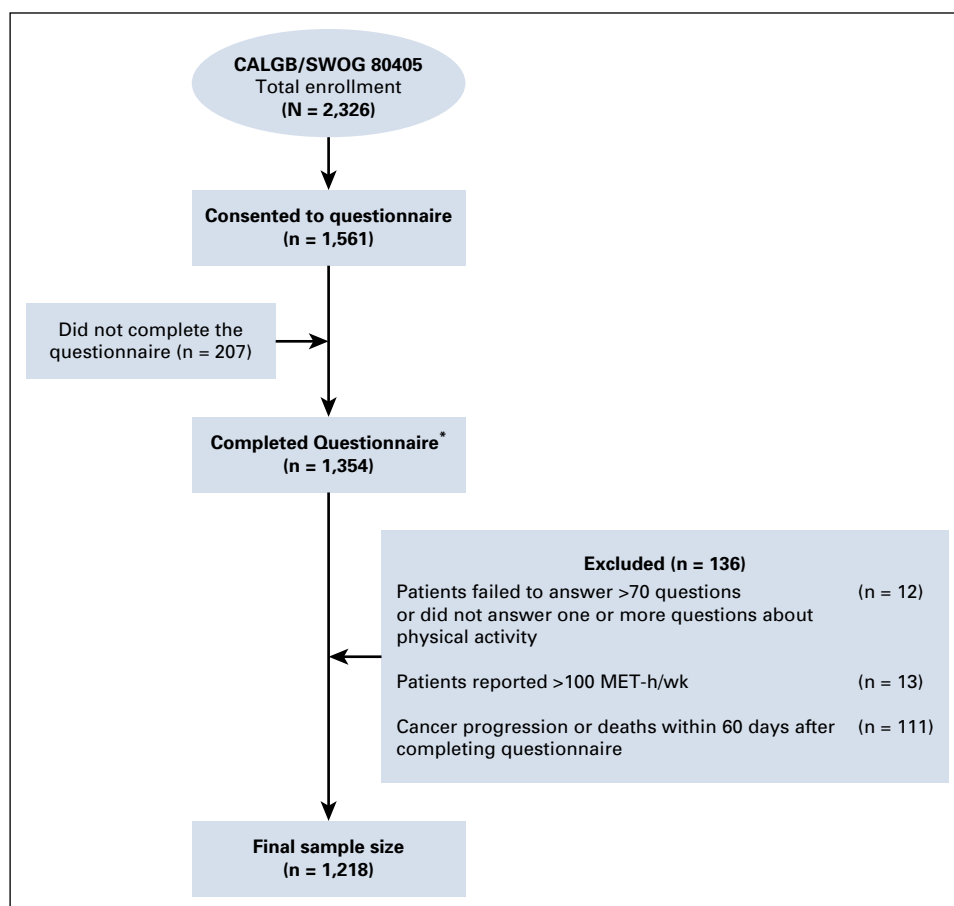 CALGB/SWOG 80405
Total enrollment
(N = 2,326)
Consented to questionnaire
(n = 1,561)
Did not complete the
questionnaire (n = 207)
Completed Questionnaire*
(n = 1,354)
Excluded (n = 136)
Patients failed to answer >70 questions (n = 12)
or did not answer one or more questions about
physical activity
Patients reported >100 MET-h/wk (n = 13)
Cancer progression or deaths within 60 days after (n = 111)
completing questionnaire
Final sample size
(n = 1,218)